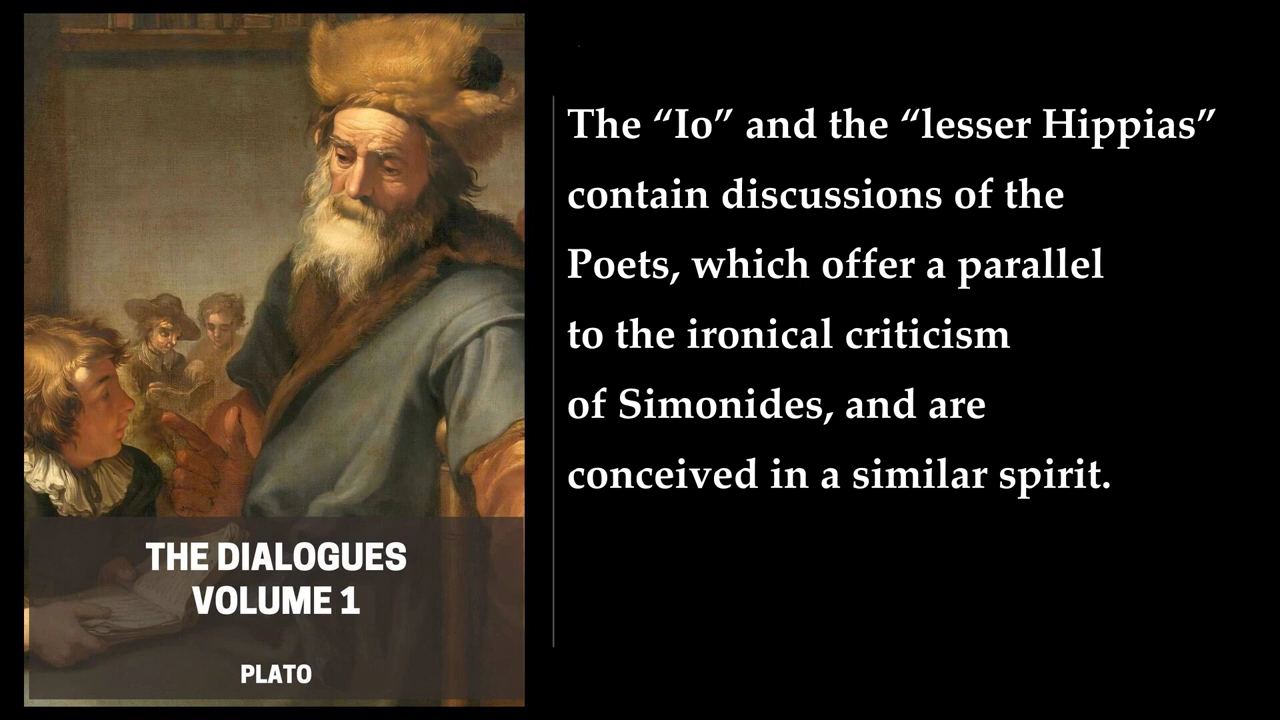 The “Io” and the “lesser Hippias”
contain discussions of the
Poets, which offer a parallel
to the ironical criticism
of Simonides, and are
conceived in a similar spirit.
THE DIALOGUES
VOLUME 1
PLATO